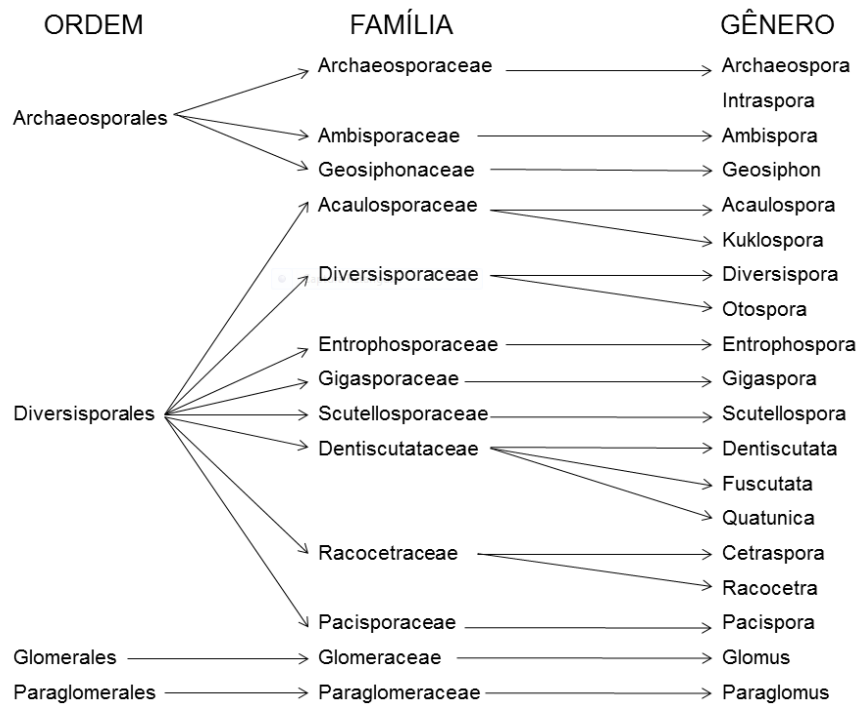 ORDEM FAMÍLIA GÊNERO
Archaeosporaceae Archaeospora
Intraspora
Archaeosporales
Ambisporaceae Ambispora
Geosiphonaceae Geosiphon
Acaulosporaceae Acaulospora
Kuklospora
Diversisporaceae Diversispora
Otospora
Entrophosporaceae Entrophospora
Gigasporaceae Gigaspora
Diversisporales Scutellosporaceae Scutellospora
Dentiscutataceae Dentiscutata
Fuscutata
Quatunica
Racocetraceae Cetraspora
Racocetra
Pacisporaceae Pacispora
Glomerales Glomeraceae Glomus
Paraglomerales Paraglomeraceae Paraglomus